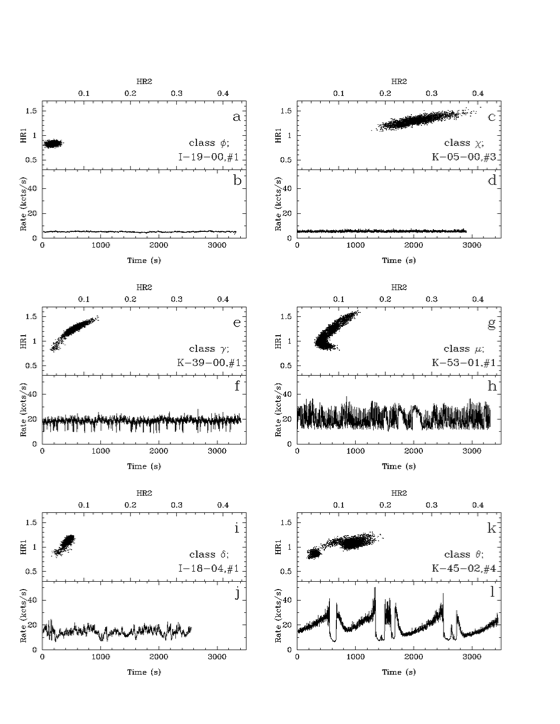 HR2 HR2
0.1 0.2 0.3 0.4 0.1 0.2 0.3 0.4
1.5 a 1.5 c
HR1 1 HR1 1
class φ; class χ;
0.5 I-19-00,#1 0.5 K-05-00,#3
Rate (kcts/s) 40 b Rate (kcts/s) 40 d
20 20
0 0
0 1000 2000 3000 0 1000 2000 3000
Time (s) Time (s)
HR2 HR2
0.1 0.2 0.3 0.4 0.1 0.2 0.3 0.4
1.5 e 1.5 g
HR1 1 HR1 1
class γ; class μ;
0.5 K-39-00,#1 0.5 K-53-01,#1
Rate (kcts/s) 40 f Rate (kcts/s) 40 h
20 20
0 0
0 1000 2000 3000 0 1000 2000 3000
Time (s) Time (s)
HR2 HR2
0.1 0.2 0.3 0.4 0.1 0.2 0.3 0.4
1.5 i 1.5 k
HR1 1 HR1 1
class δ; class θ;
0.5 I-18-04,#1 0.5 K-45-02,#4
Rate (kcts/s) 40 j Rate (kcts/s) 40 l
20 20
0 0
0 1000 2000 3000 0 1000 2000 3000
Time (s) Time (s)